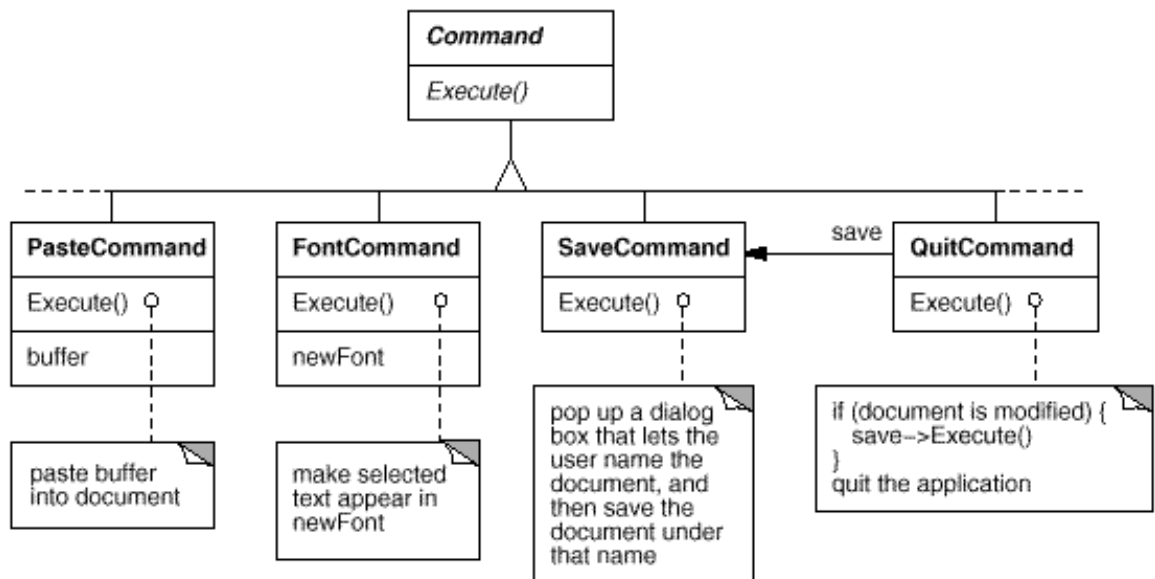 Command
Execute()
PasteCommand
Execute()
buffer
paste buffer
into document
FontCommand
Execute()
newFont
make selected
text appear in
newFont
SaveCommand
Execute()
pop up a dialog
box that lets the
user name the
document, and
then save the
document under
that name
save
QuitCommand
Execute()
if (document is modified) {
save->Execute()
}
quit the application